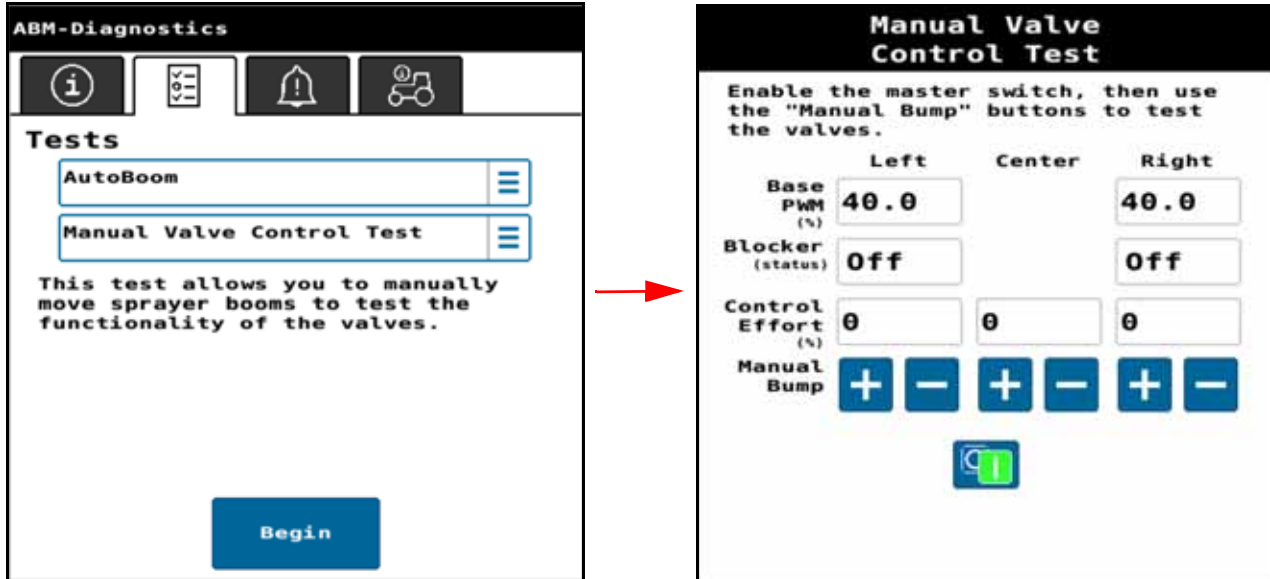 ABM-Diagnostics
Tests
AutoBoom
Manual Valve Control Test
This test allows you to manually
move sprayer booms to test the
functionality of the valves.
Begin
Manual Valve
Control Test
Enable the master switch, then use
the "Manual Bump" buttons to test
the valves.
Left Center Right
Base
PWM
(%)
40.0 40.0
Blocker
(status)
Off Off
Control
Effort
(%)
0 0 0
Manual
Bump
+ − + − + −